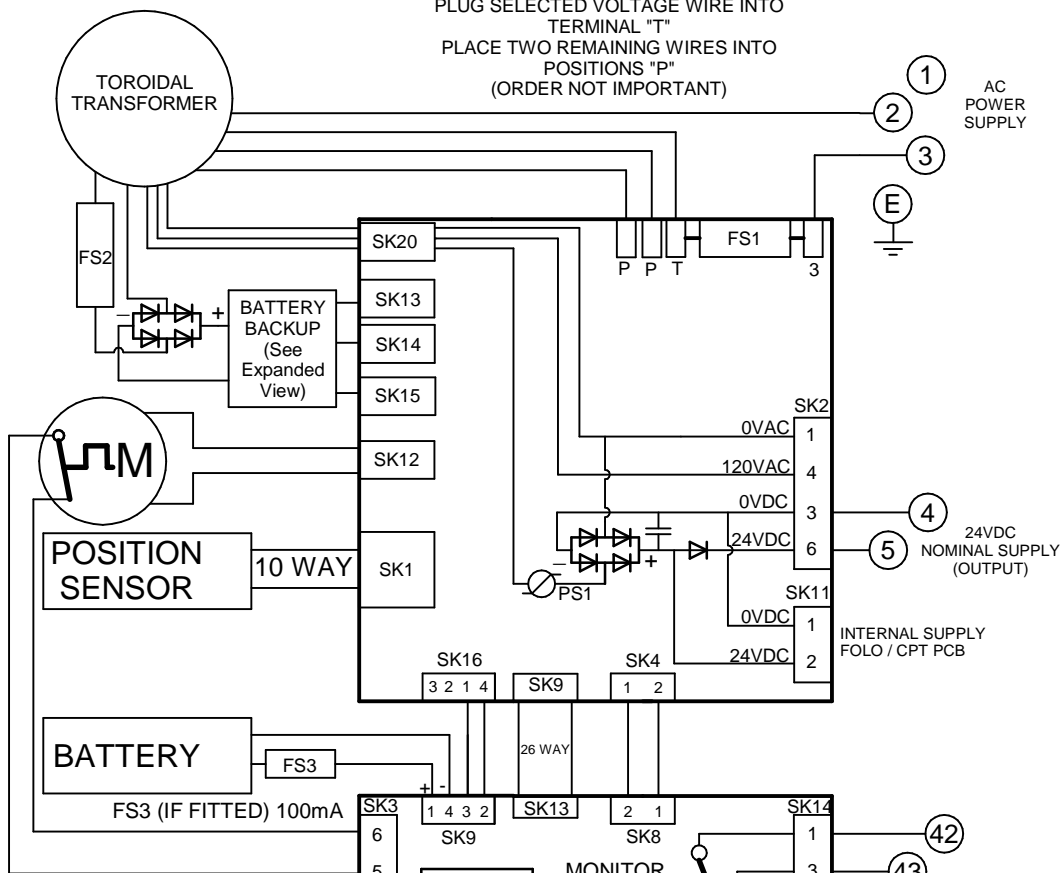 PLUG SELECTED VOLTAGE WIRE INTO
TERMINAL "T"
PLACE TWO REMAINING WIRES INTO
POSITIONS "P"
(ORDER NOT IMPORTANT)
TOROIDAL
TRANSFORMER
1
2
3
E
AC
POWER
SUPPLY
FS2
SK20
P P T
FS1
3
BATTERY
BACKUP
(See
Expanded
View)
– +
SK13
SK14
SK15
M
SK12
SK2
0VAC 1
120VAC 4
0VDC 3
24VDC 6
4
5
24VDC
NOMINAL SUPPLY
(OUTPUT)
POSITION
SENSOR
10 WAY
SK1
– +
PS1
SK11
0VDC 1
24VDC 2
INTERNAL SUPPLY
FOLO / CPT PCB
SK16
3 2 1 4
SK9
SK4
1 2
BATTERY
FS3
26 WAY
+ -
FS3 (IF FITTED) 100mA
SK3
6
5
1 4 3 2
SK9
SK13
2 1
SK8
MONITOR
SK14
1
3
42
43